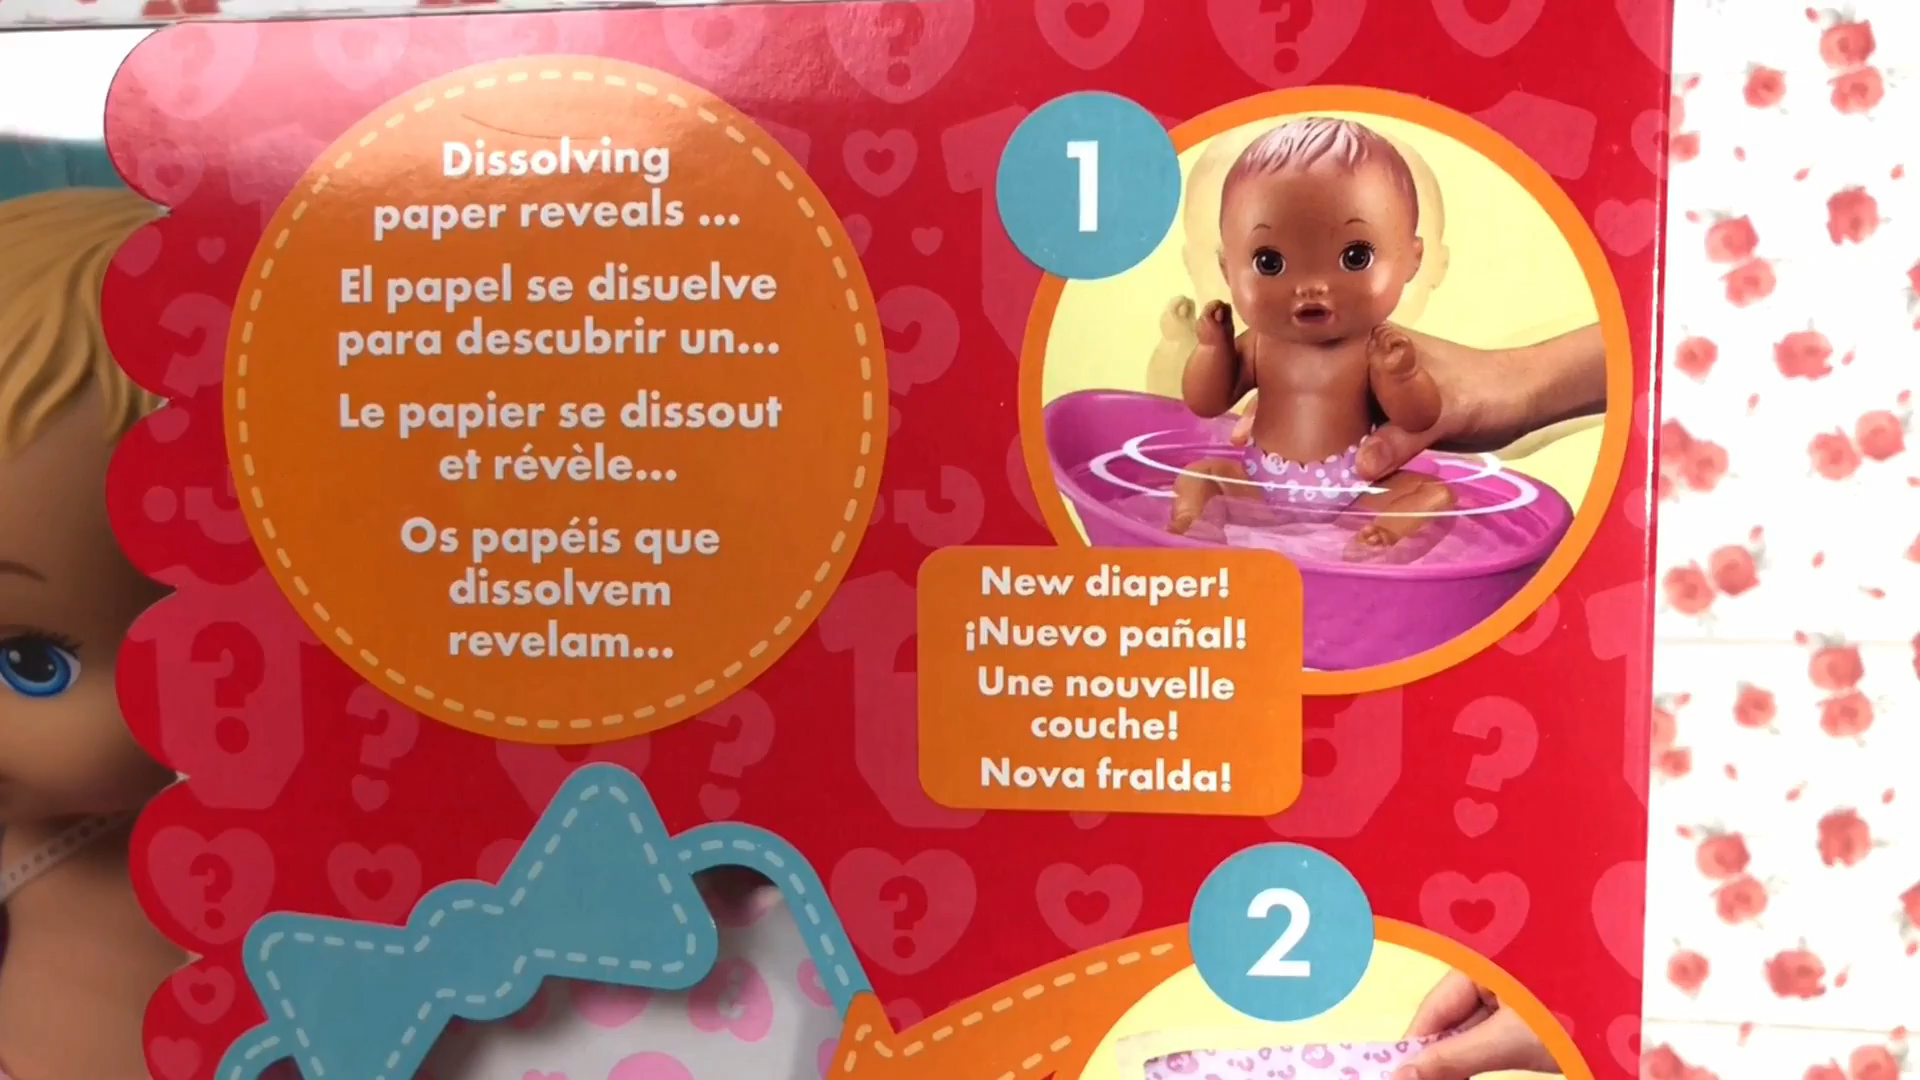 Dissolving
paper reveals ...
El papel se disuelve
para descubrir un...
Le papier se dissout
et révèle...
Os papéis que
dissolvem
revelam...
1
New diaper!
¡Nuevo pañal!
Une nouvelle
couche!
Nova fralda!
2